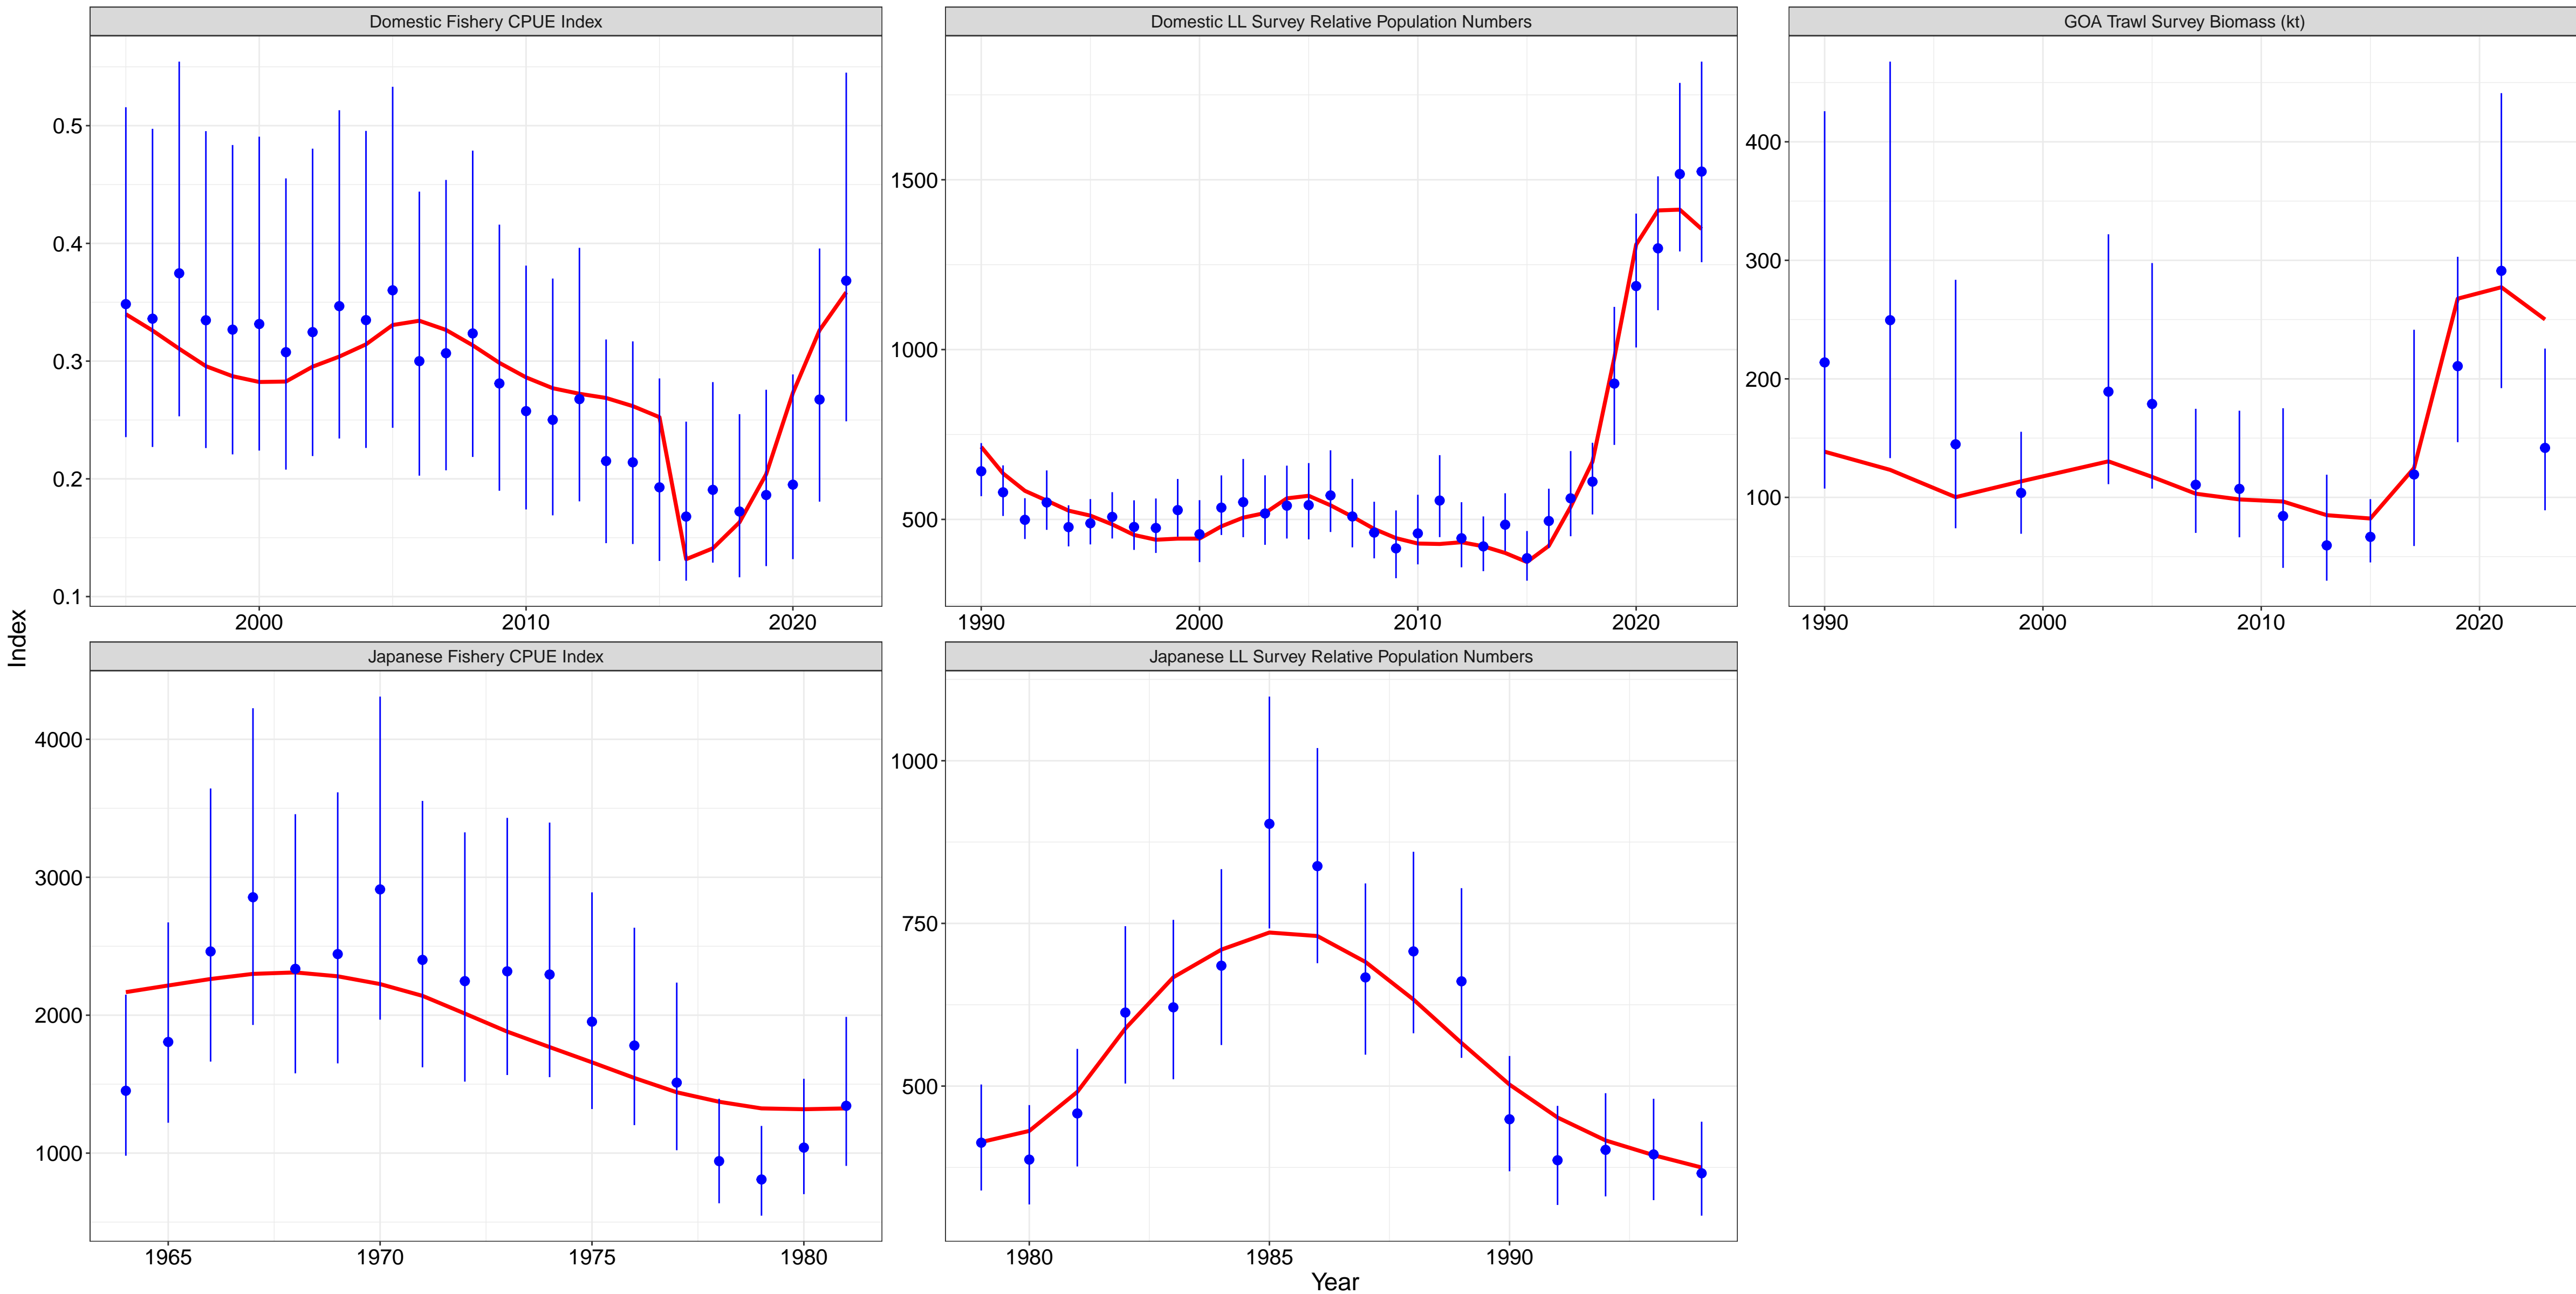 Domestic Fishery CPUE Index
Domestic LL Survey Relative Population Numbers
GOA Trawl Survey Biomass (kt)
0.5
0.4
0.3
0.2
0.1
2000 2010 2020
1500
1000
500
1990 2000 2010 2020
400
300
200
100
1990 2000 2010 2020
Index
Japanese Fishery CPUE Index
Japanese LL Survey Relative Population Numbers
4000
3000
2000
1000
1965 1970 1975 1980
1000
750
500
1980 1985 1990
Year